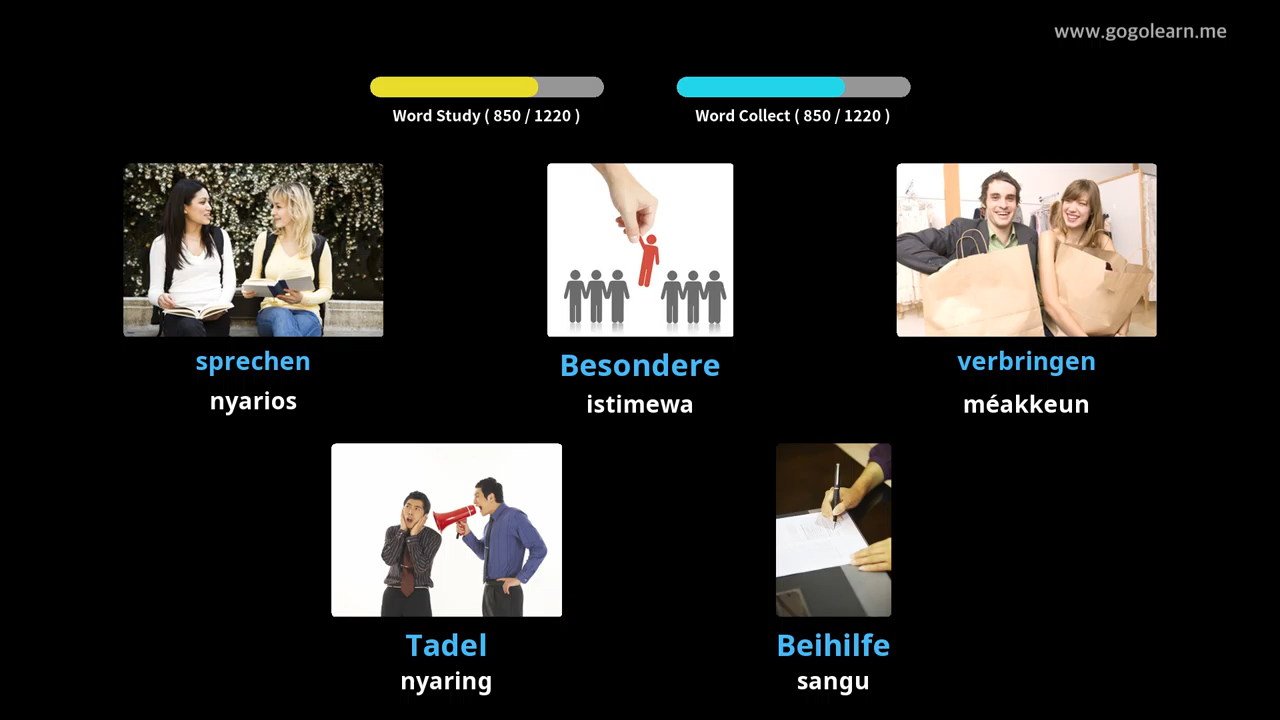 www.gogolearn.me
Word Study ( 850 / 1220 )
Word Collect ( 850 / 1220 )
sprechen
nyarios
Besondere
istimewa
verbringen
méakkeun
Tadel
nyaring
Beihilfe
sangu